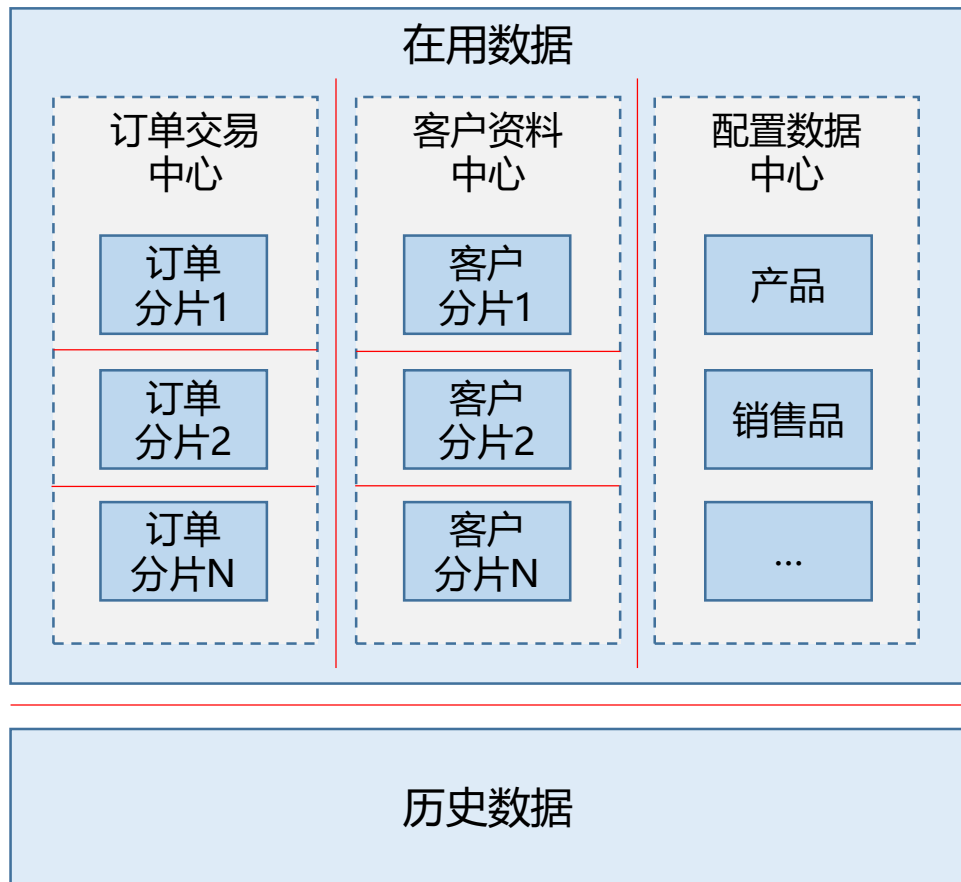 在用数据
订单交易
中心
订单
分片1
订单
分片2
订单
分片N
客户资料
中心
客户
分片1
客户
分片2
客户
分片N
配置数据
中心
产品
销售品
...
历史数据